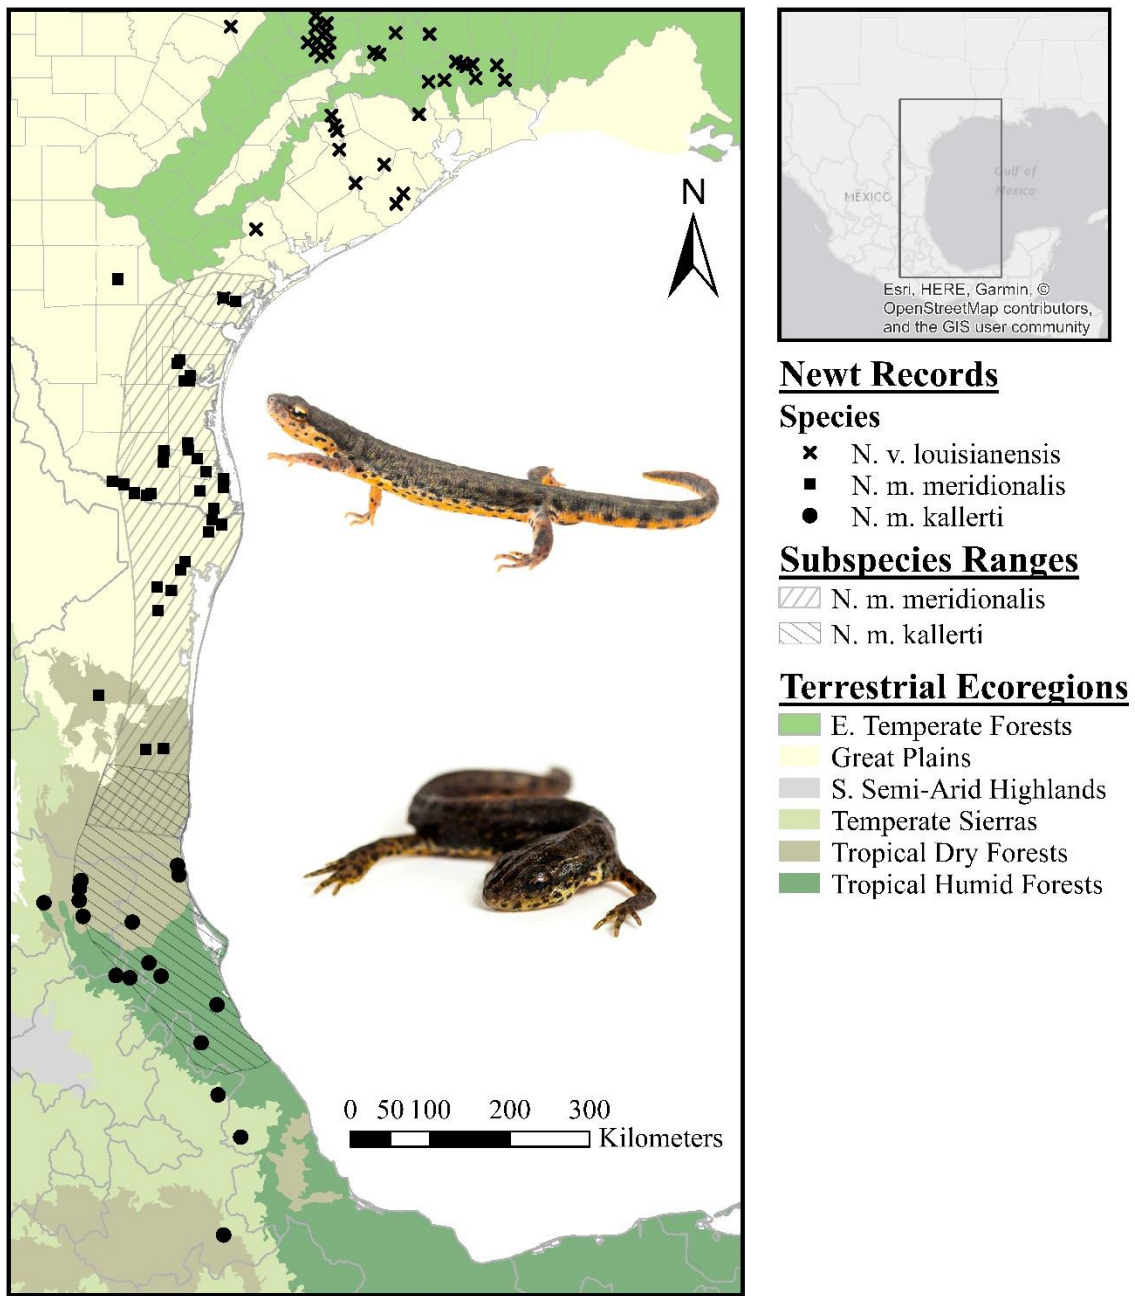 N
0 50 100 200 300
Kilometers
MÉXICO
Gulf of
Mexico
Esri, HERE, Garmin, ©
OpenStreetMap contributors,
and the GIS user community
Newt Records
Species
N. v. louisianensis
N. m. meridionalis
N. m. kallerti
Subspecies Ranges
N. m. meridionalis
N. m. kallerti
Terrestrial Ecoregions
E. Temperate Forests
Great Plains
S. Semi-Arid Highlands
Temperate Sierras
Tropical Dry Forests
Tropical Humid Forests